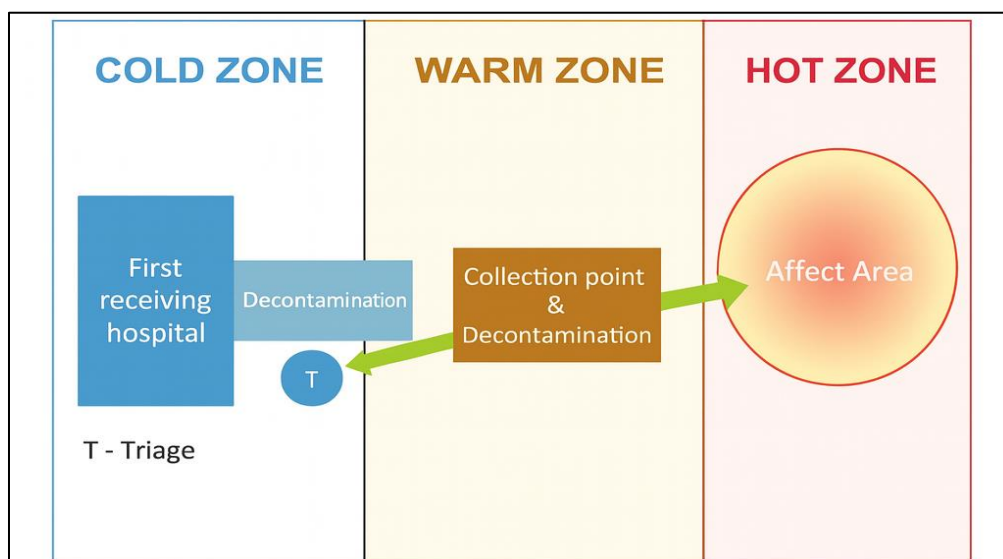 COLD ZONE
WARM ZONE
HOT ZONE
First
receiving
hospital
Decontamination
T
Collection point
&
Decontamination
Affect Area
T - Triage